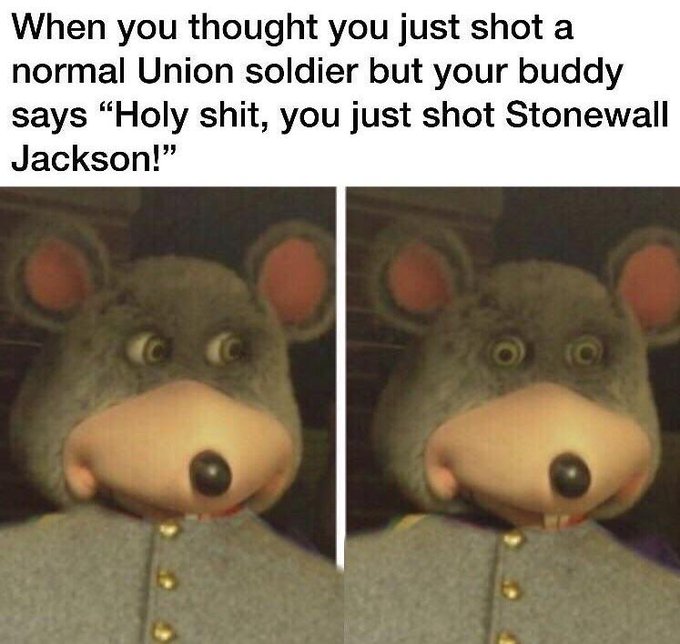 When you thought you just shot a
normal Union soldier but your buddy
says “Holy shit, you just shot Stonewall
Jackson!”